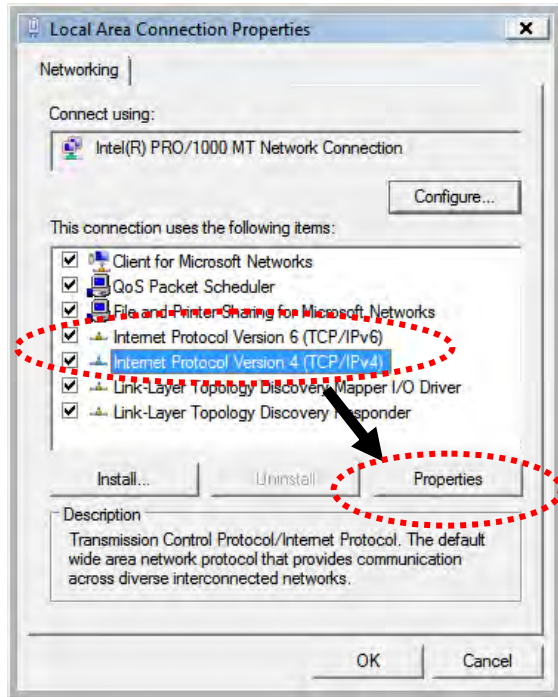 Local Area Connection Properties
Networking
Connect using:
Intel(R) PRO/1000 MT Network Connection
Configure...
This connection uses the following items:
Client for Microsoft Networks
QoS Packet Scheduler
File and Printer Sharing for Microsoft Networks
Internet Protocol Version 6 (TCP/IPv6)
Internet Protocol Version 4 (TCP/IPv4)
Link-Layer Topology Discovery Mapper I/O Driver
Link-Layer Topology Discovery Responder
Install... Uninstall Properties
Description
Transmission Control Protocol/Internet Protocol. The default
wide area network protocol that provides communication
across diverse interconnected networks.
OK Cancel